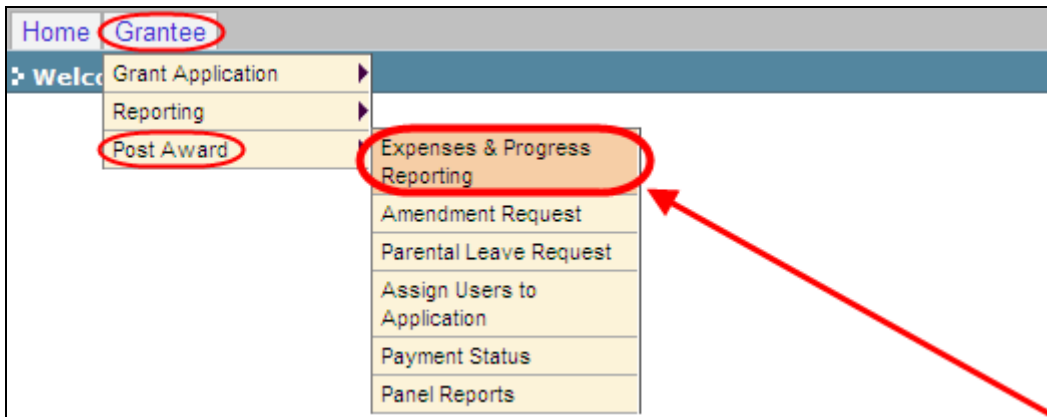 Home Grantee
Welco
Grant Application
Reporting
Post Award
Expenses & Progress
Reporting
Amendment Request
Parental Leave Request
Assign Users to
Application
Payment Status
Panel Reports